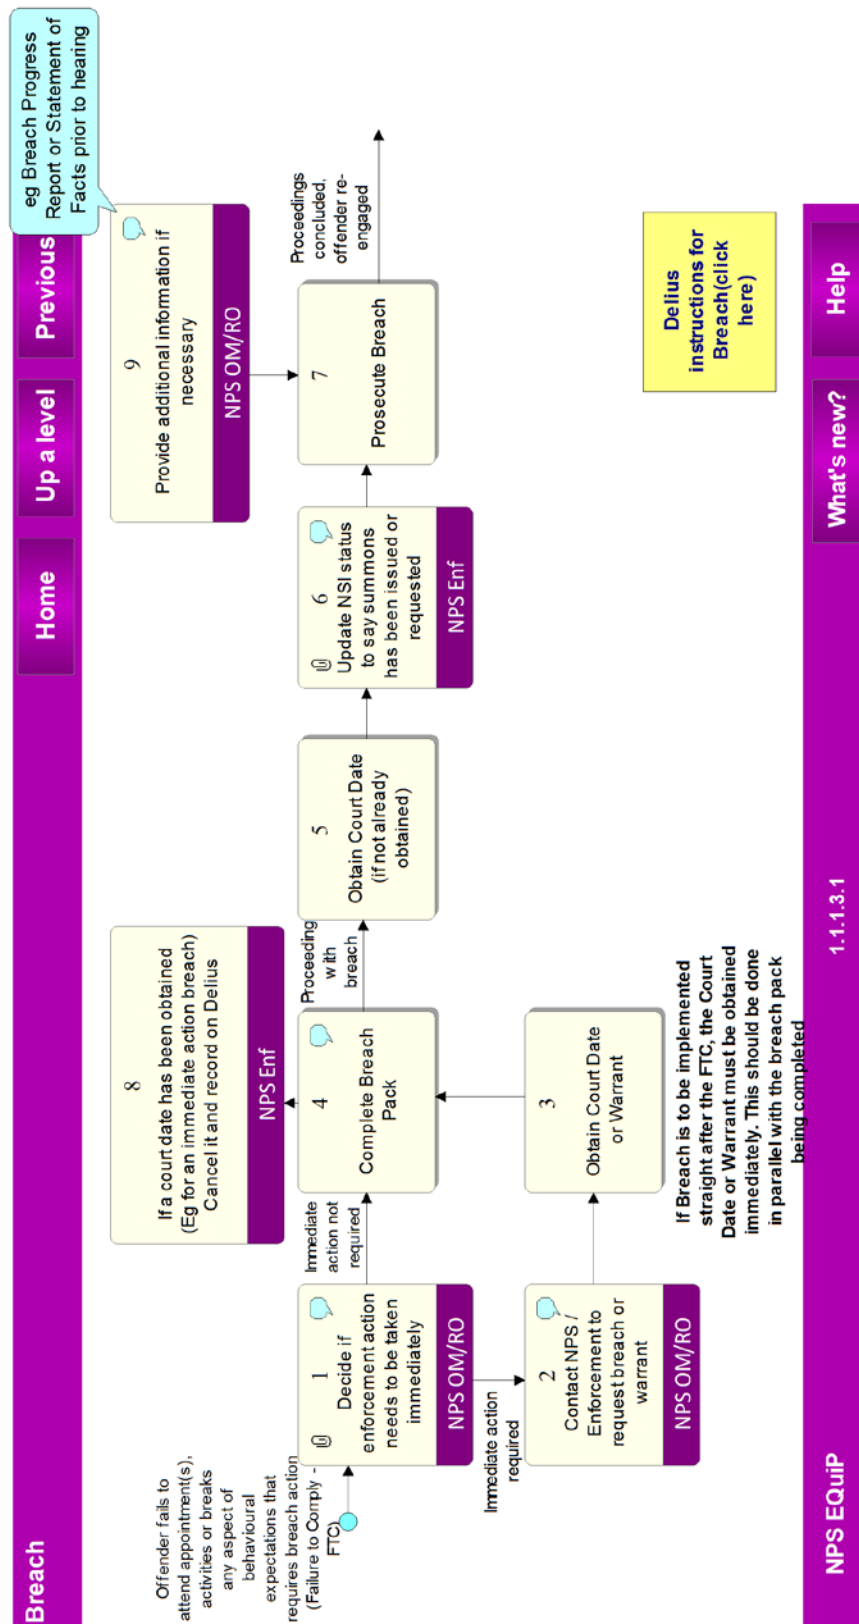 Breach
Home
Up a level
Previous
eg Breach Progress
Report or Statement of
Facts prior to hearing
Offender fails to
attend appointment(s),
activities or breaks
any aspect of
behavioural
expectations that
requires breach action
(Failure to Comply -
FTC)
1
Decide if
enforcement action
needs to be taken
immediately
NPS OM/RO
Immediate action
required
2
Contact NPS /
Enforcement to
request breach or
warrant
NPS OM/RO
Immediate
action not
required
3
Obtain Court Date
or Warrant
If Breach is to be implemented
straight after the FTC, the Court
Date or Warrant must be obtained
immediately. This should be done
in parallel with the breach pack
being completed
4
Complete Breach
Pack
8
If a court date has been obtained
(Eg for an immediate action breach)
Cancel it and record on Delius
NPS Enf
Proceeding
with
breach
5
Obtain Court Date
(if not already
obtained)
6
Update NSI status
to say summons
has been issued or
requested
NPS Enf
9
Provide additional information if
necessary
NPS OM/RO
7
Prosecute Breach
Proceedings
concluded,
offender re-
engaged
Delius
instructions for
Breach(click
here)
NPS EQuiP
1.1.1.3.1
What's new?
Help